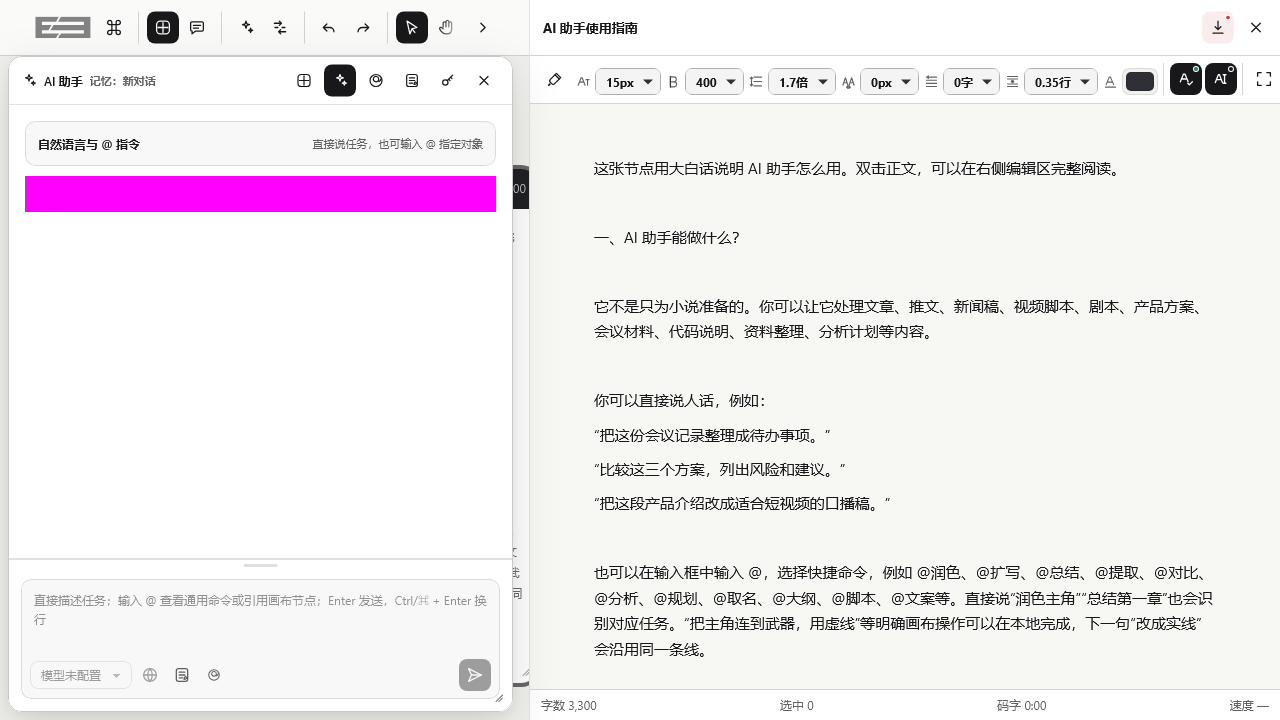 AI 助手 记忆：新对话
自然语言与 @ 指令
直接说任务，也可输入 @ 指定对象
直接描述任务；输入 @ 查看通用命令或引用画布节点；Enter 发送，Ctrl/⌘ + Enter 换
行
模型未配置
00
同
AI 助手使用指南
15px
B
400
1.7倍
0px
0字
0.35行
A
AI
这张节点用大白话说明 AI 助手怎么用。双击正文，可以在右侧编辑区完整阅读。
一、AI 助手能做什么？
它不是只为小说准备的。你可以让它处理文章、推文、新闻稿、视频脚本、剧本、产品方案、
会议材料、代码说明、资料整理、分析计划等内容。
你可以直接说人话，例如：
“把这份会议记录整理成待办事项。”
“比较这三个方案，列出风险和建议。”
“把这段产品介绍改成适合短视频的口播稿。”
也可以在输入框中输入 @，选择快捷命令，例如 @润色、@扩写、@总结、@提取、@对比、
@分析、@规划、@取名、@大纲、@脚本、@文案等。直接说“润色主角”“总结第一章”也会识
别对应任务。“把主角连到武器，用虚线”等明确画布操作可以在本地完成，下一句“改成实线”
会沿用同一条线。
字数 3,300
选中 0
码字 0:00
速度 —